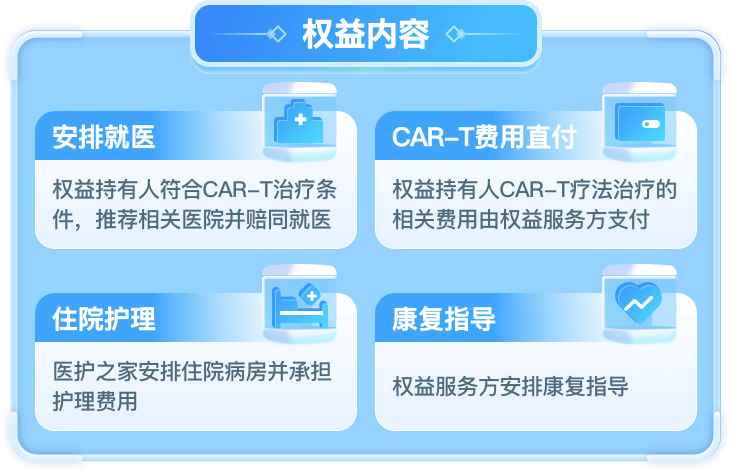 权益内容
安排就医
权益持有人符合CAR-T治疗条
件，推荐相关医院并赔同就医
CAR-T费用直付
权益持有人CAR-T疗法治疗的
相关费用由权益服务方支付
住院护理
医护之家安排住院病房并承担
护理费用
康复指导
权益服务方安排康复指导